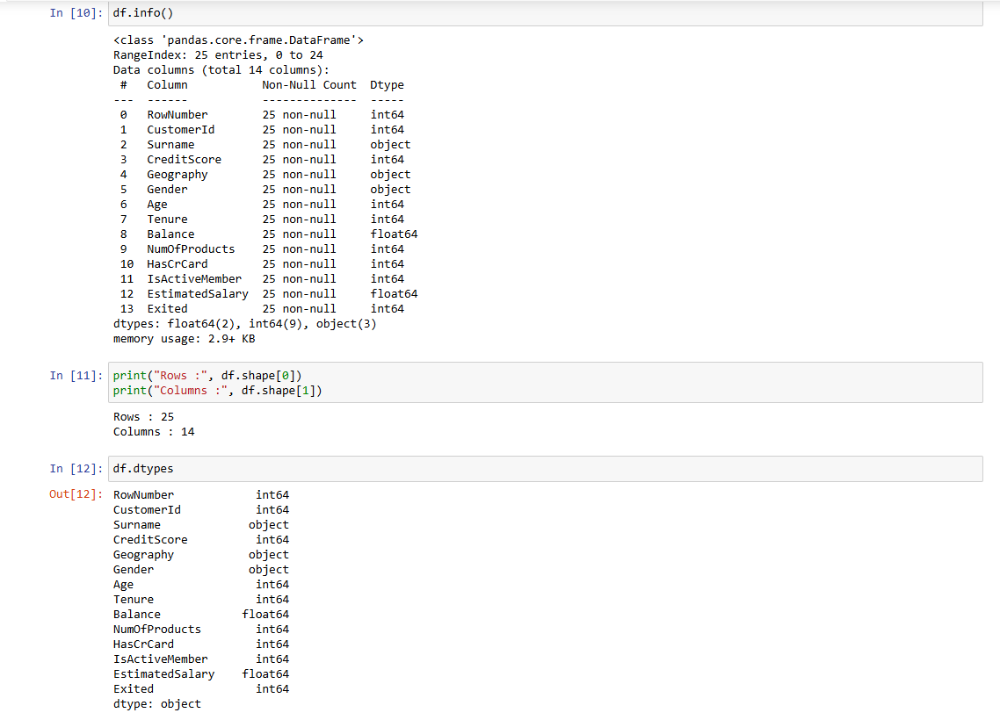 In [10]: df.info()
<class 'pandas.core.frame.DataFrame'>
RangeIndex: 25 entries, 0 to 24
Data columns (total 14 columns):
 #   Column           Non-Null Count  Dtype
---  ------           --------------  -----
 0   RowNumber        25 non-null     int64
 1   CustomerId       25 non-null     int64
 2   Surname          25 non-null     object
 3   CreditScore      25 non-null     int64
 4   Geography        25 non-null     object
 5   Gender           25 non-null     object
 6   Age              25 non-null     int64
 7   Tenure           25 non-null     int64
 8   Balance          25 non-null     float64
 9   NumOfProducts    25 non-null     int64
 10  HasCrCard        25 non-null     int64
 11  IsActiveMember   25 non-null     int64
 12  EstimatedSalary  25 non-null     float64
 13  Exited           25 non-null     int64
dtypes: float64(2), int64(9), object(3)
memory usage: 2.9+ KB
In [11]: print("Rows :", df.shape[0])
print("Columns :", df.shape[1])
Rows : 25
Columns : 14
In [12]: df.dtypes
Out[12]: RowNumber            int64
CustomerId           int64
Surname             object
CreditScore          int64
Geography           object
Gender              object
Age                  int64
Tenure               int64
Balance            float64
NumOfProducts        int64
HasCrCard            int64
IsActiveMember       int64
EstimatedSalary    float64
Exited               int64
dtype: object